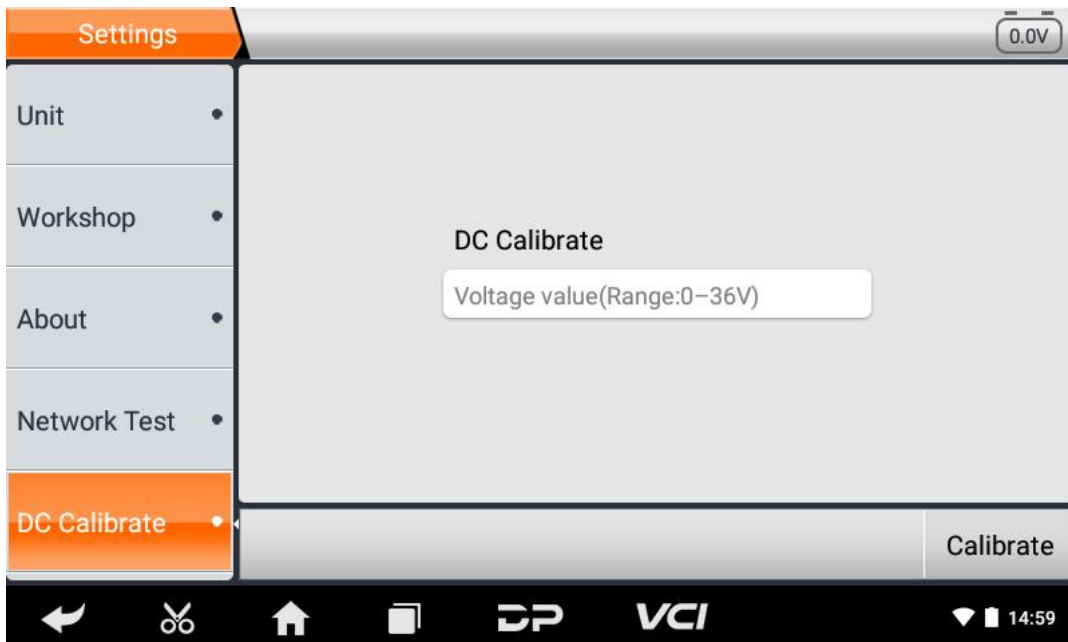 Settings
0.0V
Unit
Workshop
About
Network Test
DC Calibrate
DC Calibrate
Voltage value(Range:0–36V)
Calibrate
DP
VCI
14:59